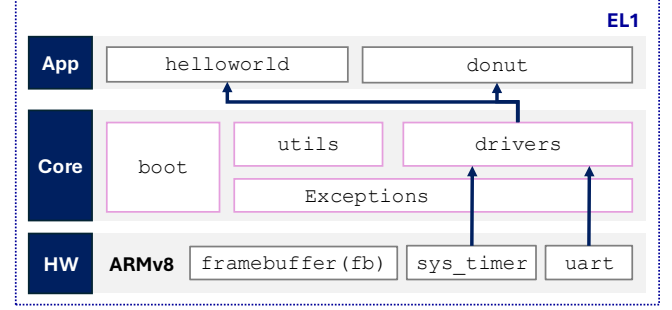 EL1
App
helloworld
donut
Core
boot
utils
drivers
Exceptions
HW
ARMv8
framebuffer(fb)
sys_timer
uart